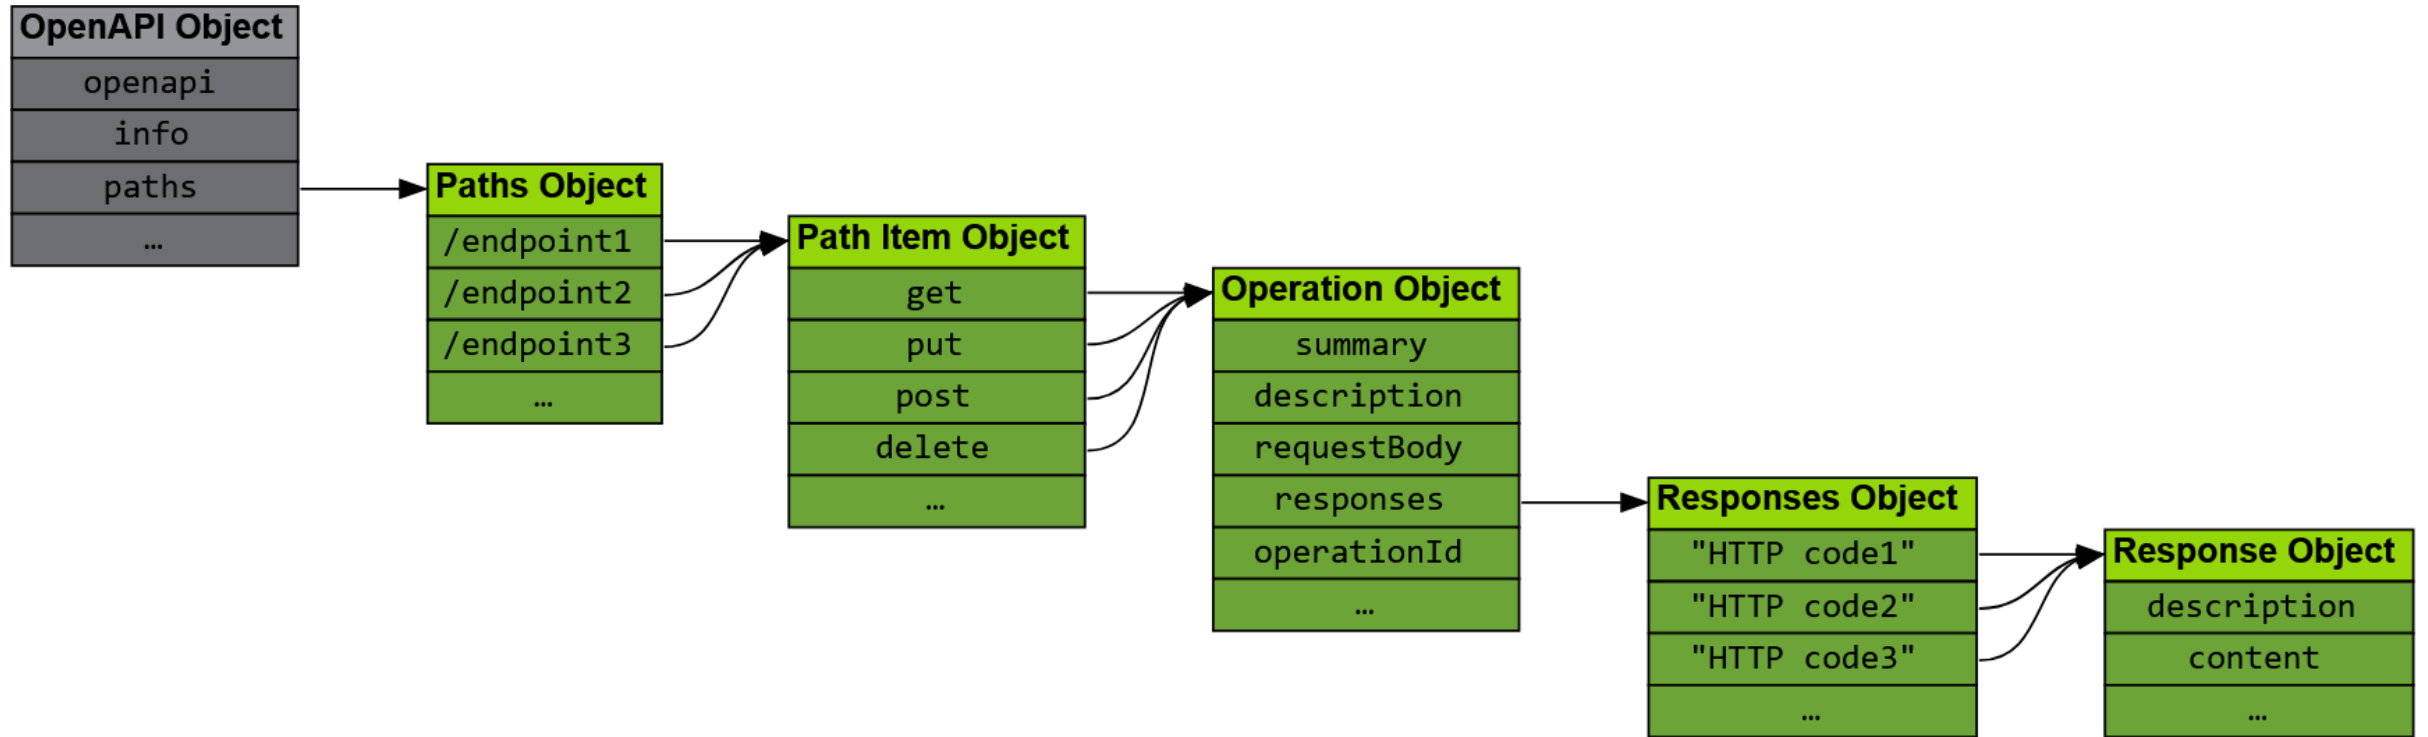 OpenAPI Object
openapi
info
paths
…
Paths Object
/endpoint1
/endpoint2
/endpoint3
…
Path Item Object
get
put
post
delete
…
Operation Object
summary
description
requestBody
responses
operationId
…
Responses Object
"HTTP code1"
"HTTP code2"
"HTTP code3"
…
Response Object
description
content
…